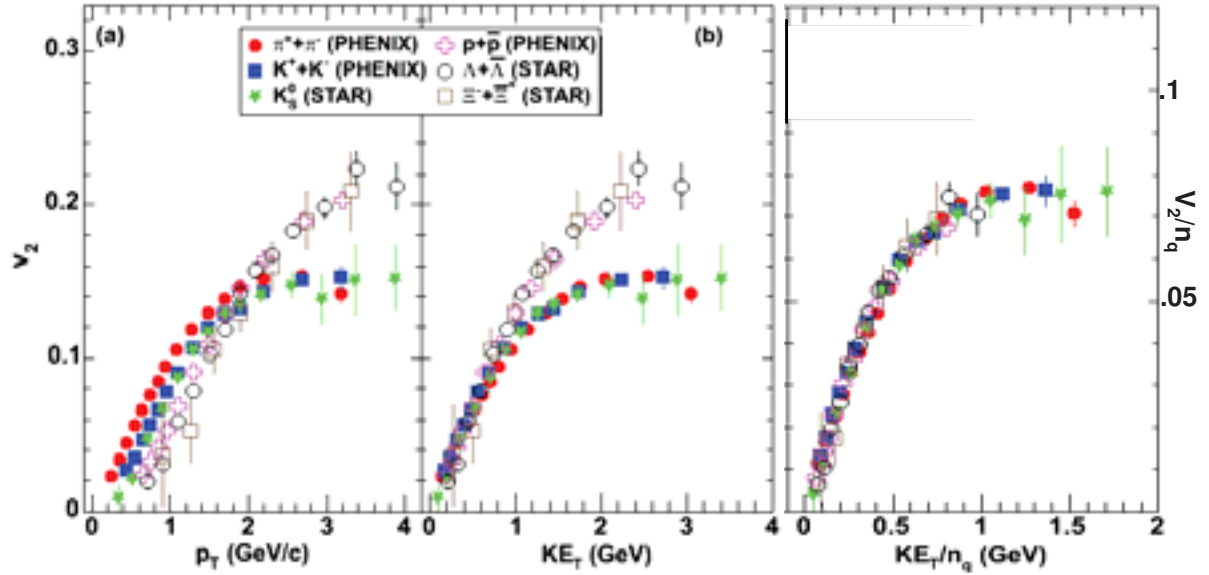 (a)
(b)
π⁺+π⁻ (PHENIX)
p+p̅ (PHENIX)
K⁺+K⁻ (PHENIX)
Λ+Λ̅ (STAR)
K⁰_S (STAR)
Ξ⁻+Ξ̅⁺ (STAR)
0.3
0.2
0.1
0
v₂
0 1 2 3 4
p_T (GeV/c)
0 1 2 3 4
KE_T (GeV)
.1
.05
V₂/n_q
0 0.5 1 1.5 2
KE_T/n_q (GeV)